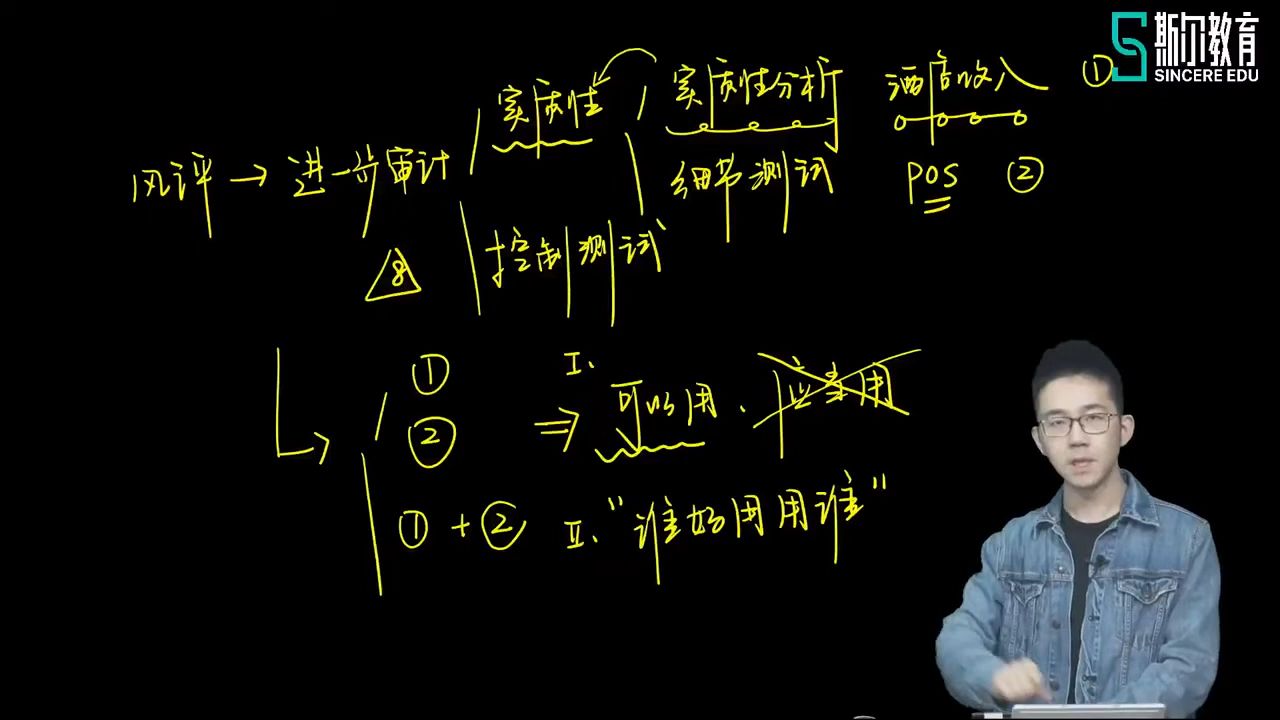 斯尔教育
SINCERE EDU
实质性 实质性分析 酒店收入 ①
风评 → 进一步审计 细节测试 POS ②
控制测试
① I.
② ⇒ 可以用、应当用
① + ② II. "谁好用用谁"